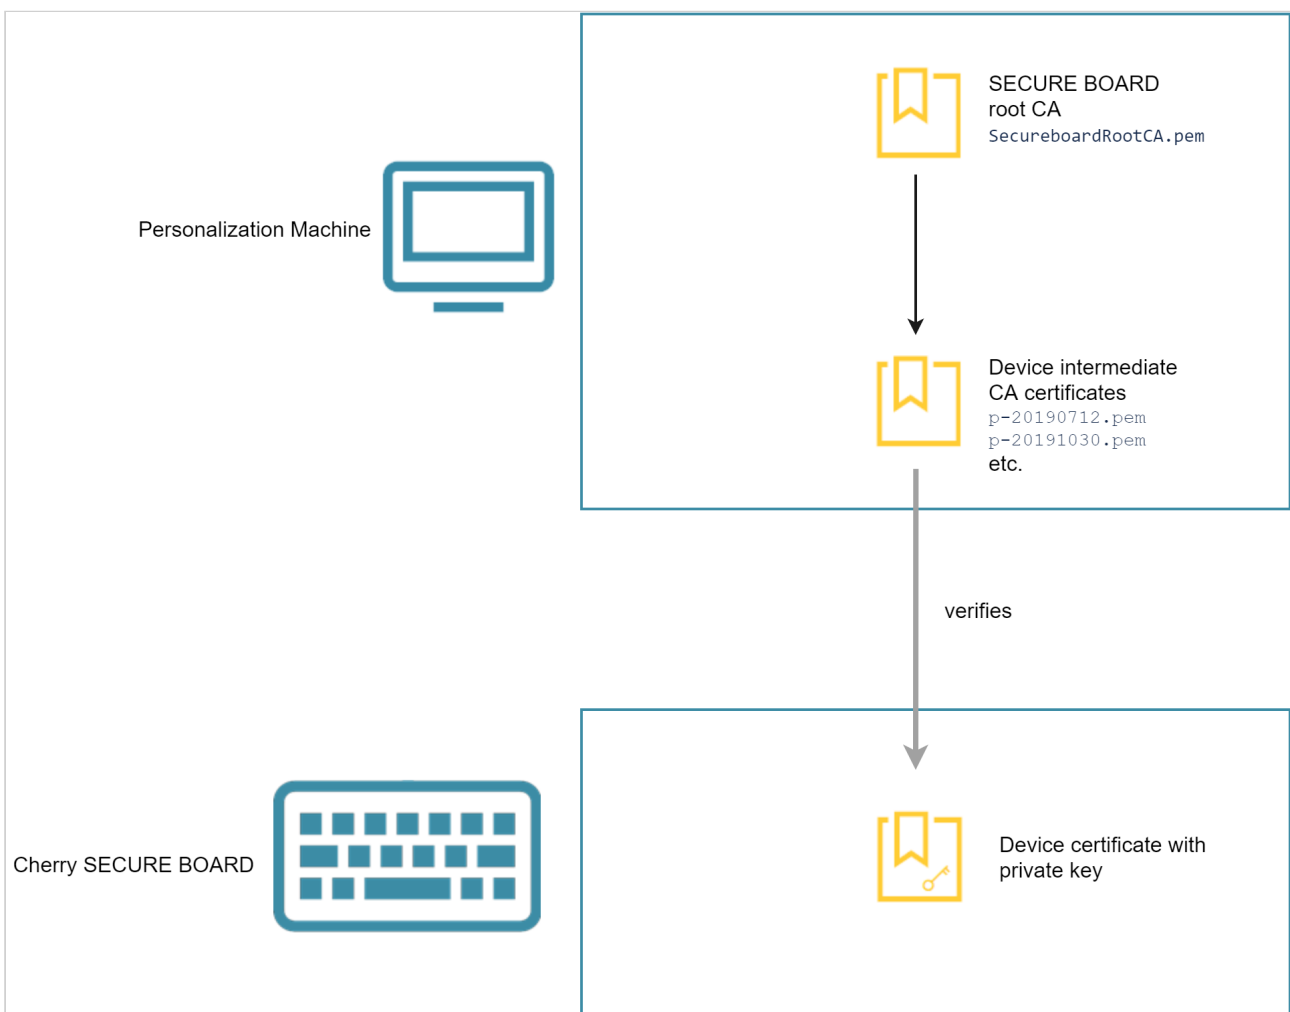 SECURE BOARD
root CA
SecureboardRootCA.pem
Personalization Machine
Device intermediate
CA certificates
p-20190712.pem
p-20191030.pem
etc.
verifies
Cherry SECURE BOARD
Device certificate with
private key